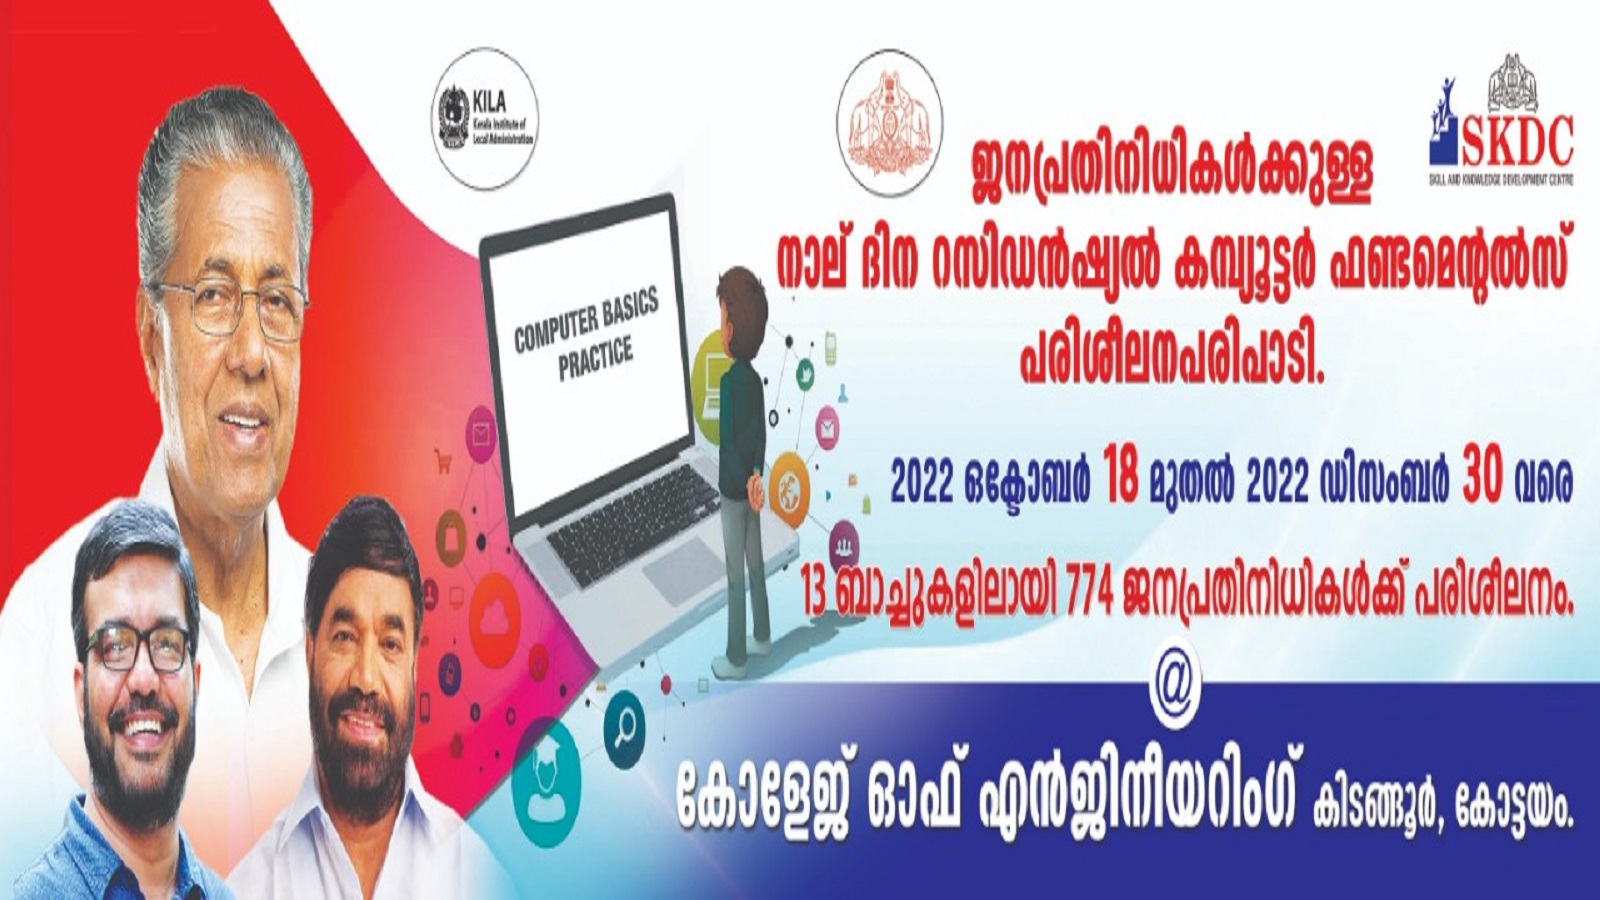 KILA
Kerala Institute of
Local Administration
SKDC
SKILL AND KNOWLEDGE DEVELOPMENT CENTRE
ജനപ്രതിനിധികൾക്കുള്ള
നാല് ദിന റസിഡൻഷ്യൽ കമ്പ്യൂട്ടർ ഫണ്ടമെന്റൽസ്
പരിശീലനപരിപാടി.
COMPUTER BASICS
PRACTICE
2022 ഒക്ടോബർ 18 മുതൽ 2022 ഡിസംബർ 30 വരെ
13 ബാച്ചുകളിലായി 774 ജനപ്രതിനിധികൾക്ക് പരിശീലനം.
@
കോളേജ് ഓഫ് എൻജിനീയറിംഗ് കിടങ്ങൂർ, കോട്ടയം.